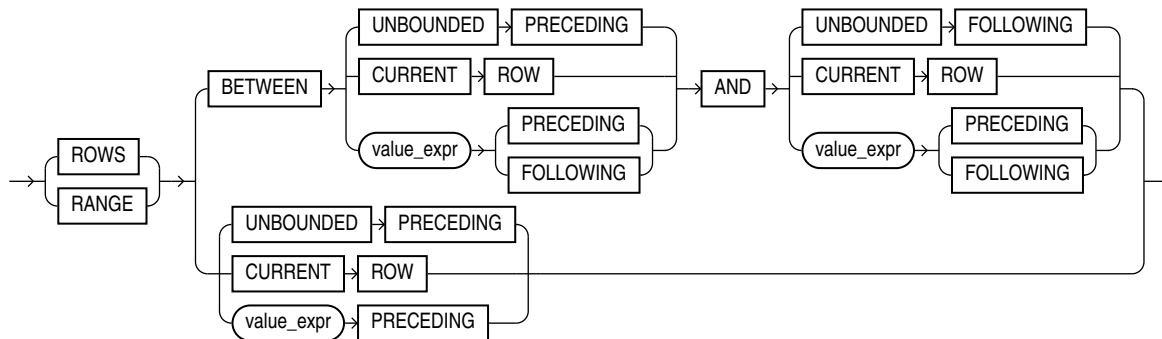 UNBOUNDED PRECEDING UNBOUNDED FOLLOWING
CURRENT ROW CURRENT ROW
BETWEEN AND
value_expr PRECEDING value_expr PRECEDING
FOLLOWING FOLLOWING
ROWS
RANGE
UNBOUNDED PRECEDING
CURRENT ROW
value_expr PRECEDING